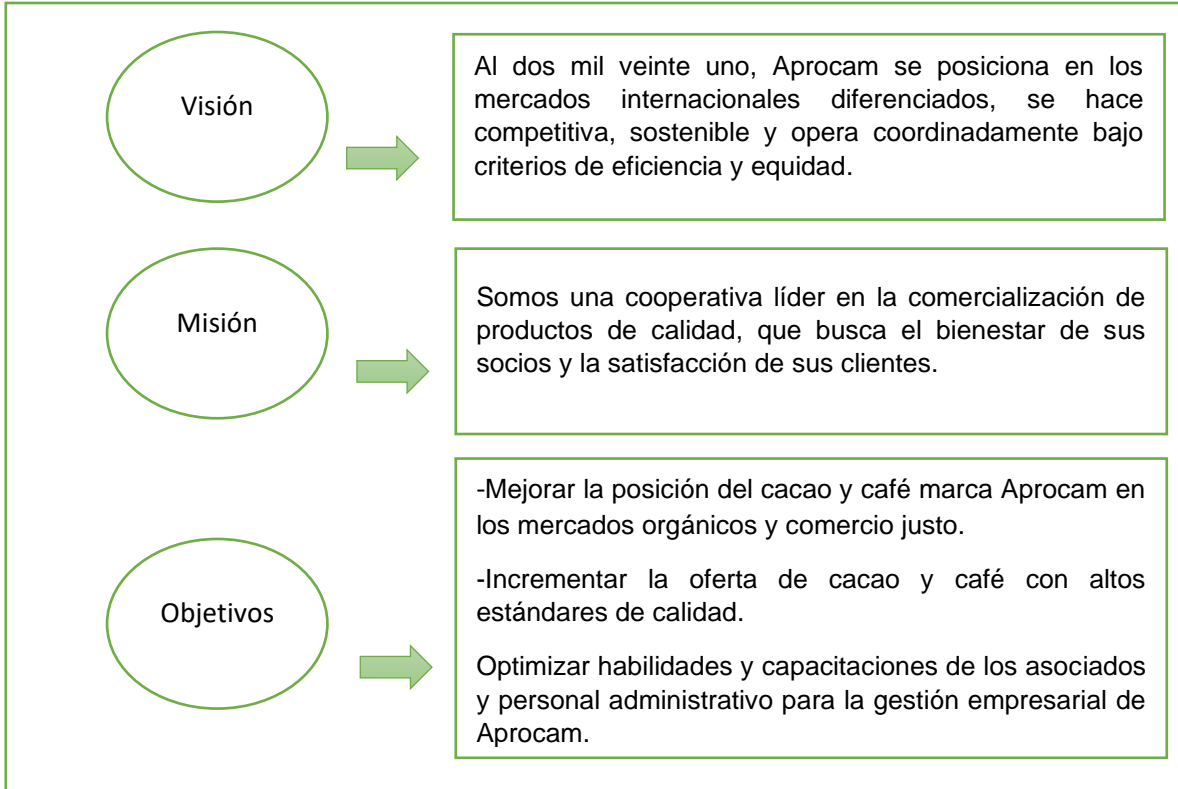 Visión
Al dos mil veinte uno, Aprocam se posiciona en los
mercados internacionales diferenciados, se hace
competitiva, sostenible y opera coordinadamente bajo
criterios de eficiencia y equidad.
Misión
Somos una cooperativa líder en la comercialización de
productos de calidad, que busca el bienestar de sus
socios y la satisfacción de sus clientes.
Objetivos
-Mejorar la posición del cacao y café marca Aprocam en
los mercados orgánicos y comercio justo.
-Incrementar la oferta de cacao y café con altos
estándares de calidad.
Optimizar habilidades y capacitaciones de los asociados
y personal administrativo para la gestión empresarial de
Aprocam.